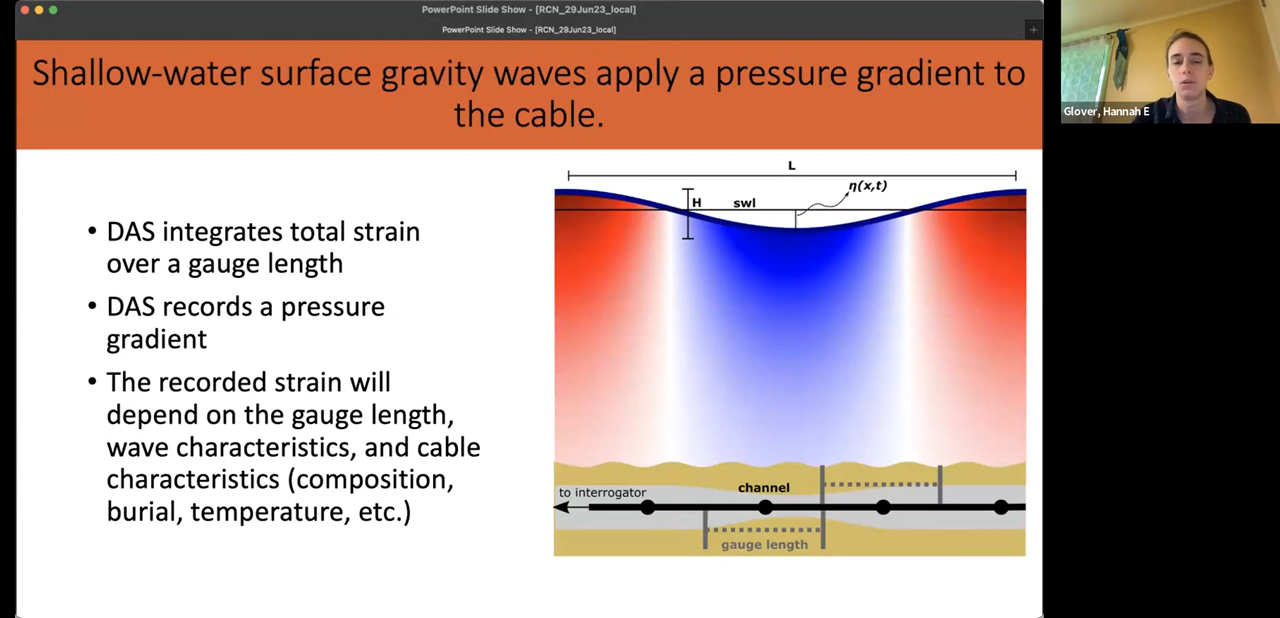 PowerPoint Slide Show - [RCN_29Jun23_local]
PowerPoint Slide Show - [RCN_29Jun23_local]
Shallow-water surface gravity waves apply a pressure gradient to
the cable.
• DAS integrates total strain
over a gauge length
• DAS records a pressure
gradient
• The recorded strain will
depend on the gauge length,
wave characteristics, and cable
characteristics (composition,
burial, temperature, etc.)
L
η(x,t)
H
swl
to interrogator
channel
gauge length
Glover, Hannah E